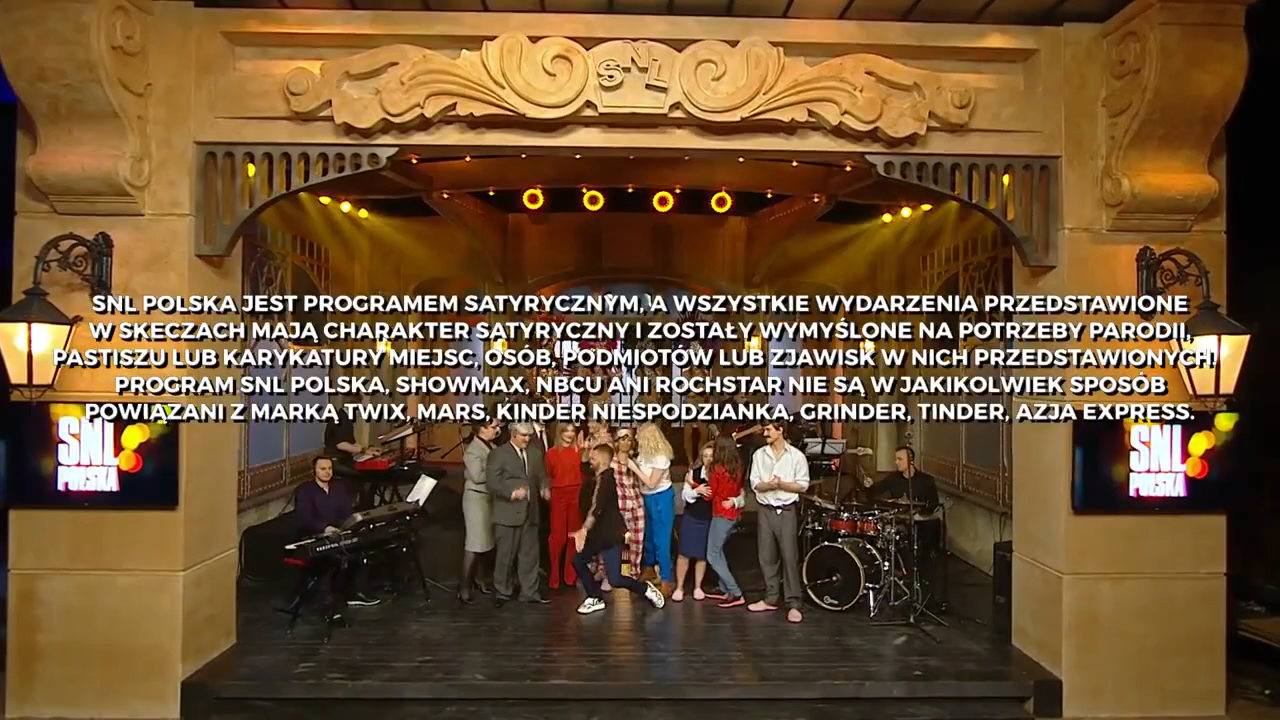 SNL
SNL POLSKA JEST PROGRAMEM SATYRYCZNYM, A WSZYSTKIE WYDARZENIA PRZEDSTAWIONE
W SKECZACH MAJĄ CHARAKTER SATYRYCZNY I ZOSTAŁY WYMYŚLONE NA POTRZEBY PARODII,
PASTISZU LUB KARYKATURY MIEJSC, OSÓB, PODMIOTÓW LUB ZJAWISK W NICH PRZEDSTAWIONYCH.
PROGRAM SNL POLSKA, SHOWMAX, NBCU ANI ROCHSTAR NIE SĄ W JAKIKOLWIEK SPOSÓB
POWIĄZANI Z MARKĄ TWIX, MARS, KINDER NIESPODZIANKA, GRINDER, TINDER, AZJA EXPRESS.
SNL
POLSKA
SNL
POLSKA